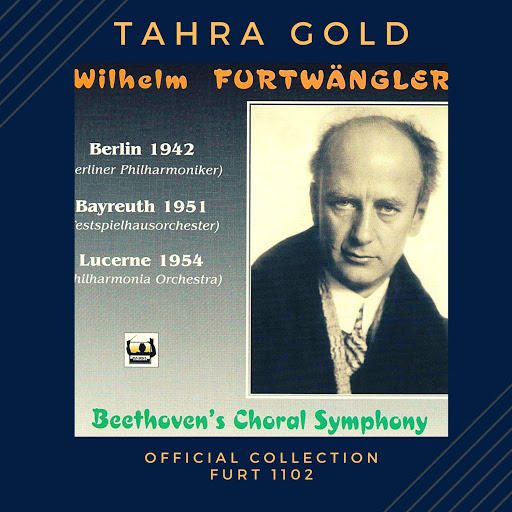 TAHRA GOLD
Wilhelm FURTWÄNGLER
Berlin 1942
erliner Philharmoniker)
Bayreuth 1951
estspielhausorchester)
Lucerne 1954
hilharmonia Orchestra)
Beethoven's Choral Symphony
OFFICIAL COLLECTION
FURT 1102